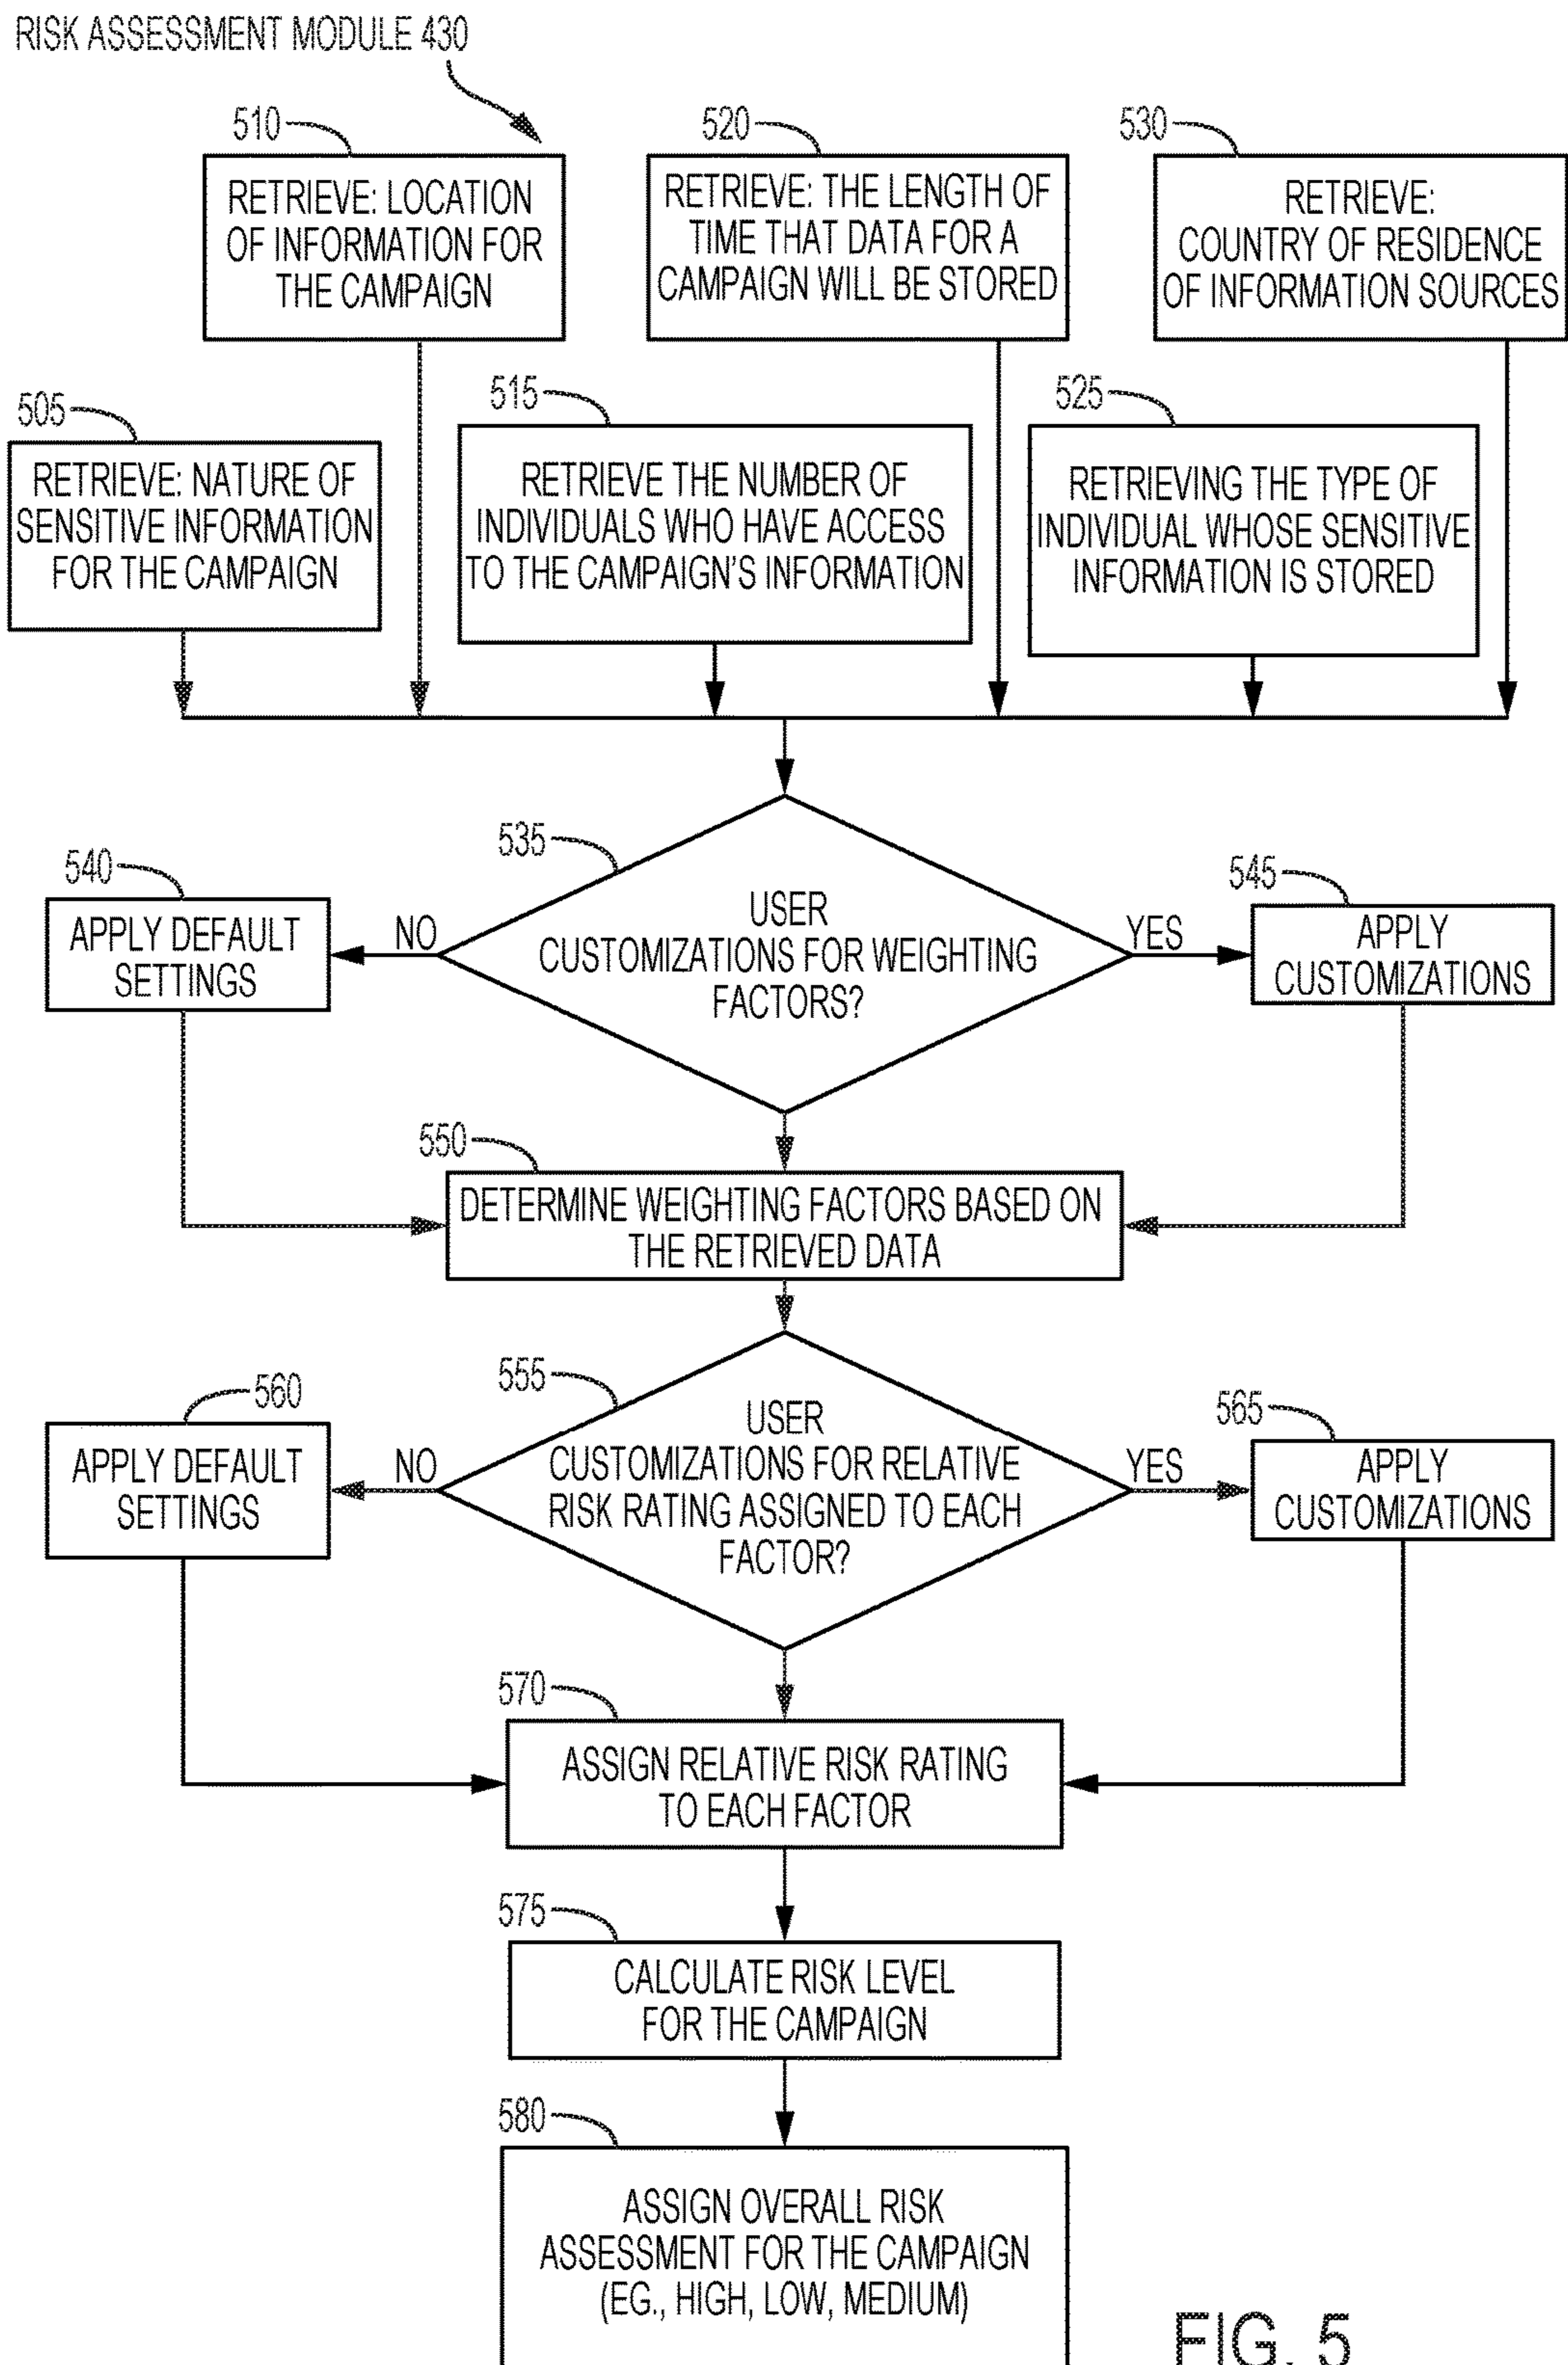 RISK ASSESSMENT MODULE 430
510
RETRIEVE: LOCATION
OF INFORMATION FOR
THE CAMPAIGN
520
RETRIEVE: THE LENGTH OF
TIME THAT DATA FOR A
CAMPAIGN WILL BE STORED
530
RETRIEVE:
COUNTRY OF RESIDENCE
OF INFORMATION SOURCES
505
RETRIEVE: NATURE OF
SENSITIVE INFORMATION
FOR THE CAMPAIGN
515
RETRIEVE THE NUMBER OF
INDIVIDUALS WHO HAVE ACCESS
TO THE CAMPAIGN'S INFORMATION
525
RETRIEVING THE TYPE OF
INDIVIDUAL WHOSE SENSITIVE
INFORMATION IS STORED
535
USER
CUSTOMIZATIONS FOR WEIGHTING
FACTORS?
540
NO
APPLY DEFAULT
SETTINGS
545
YES
APPLY
CUSTOMIZATIONS
550
DETERMINE WEIGHTING FACTORS BASED ON
THE RETRIEVED DATA
555
USER
CUSTOMIZATIONS FOR RELATIVE
RISK RATING ASSIGNED TO EACH
FACTOR?
560
NO
APPLY DEFAULT
SETTINGS
565
YES
APPLY
CUSTOMIZATIONS
570
ASSIGN RELATIVE RISK RATING
TO EACH FACTOR
575
CALCULATE RISK LEVEL
FOR THE CAMPAIGN
580
ASSIGN OVERALL RISK
ASSESSMENT FOR THE CAMPAIGN
(EG., HIGH, LOW, MEDIUM)
FIG. 5